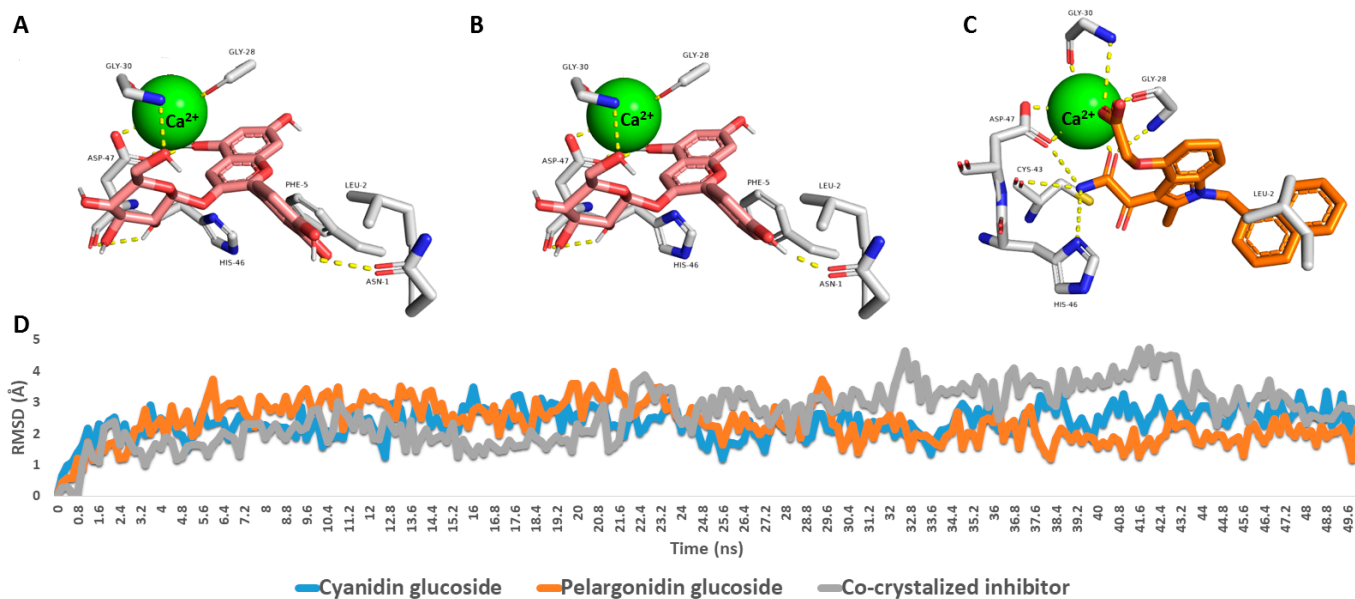 A
GLY-30
GLY-28
Ca2+
ASP-47
PHE-5
LEU-2
HIS-46
ASN-1
B
GLY-30
GLY-28
Ca2+
ASP-47
PHE-5
LEU-2
HIS-46
ASN-1
C
GLY-30
GLY-28
Ca2+
ASP-47
CYS-43
LEU-2
HIS-46
D
RMSD (Å)
5
4
3
2
1
0
0 0.8 1.6 2.4 3.2 4 4.8 5.6 6.4 7.2 8 8.8 9.6 10.4 11.2 12 12.8 13.6 14.4 15.2 16 16.8 17.6 18.4 19.2 20 20.8 21.6 22.4 23.2 24 24.8 25.6 26.4 27.2 28 28.8 29.6 30.4 31.2 32 32.8 33.6 34.4 35.2 36 36.8 37.6 38.4 39.2 40 40.8 41.6 42.4 43.2 44 44.8 45.6 46.4 47.2 48 48.8 49.6
Time (ns)
Cyanidin glucoside Pelargonidin glucoside Co-crystalized inhibitor